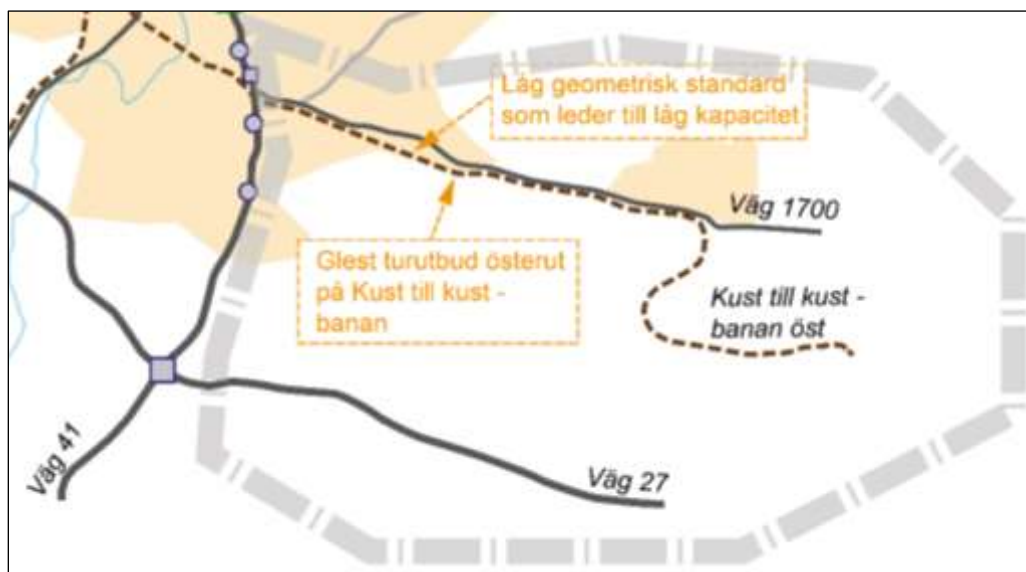 Låg geometrisk standard
som leder till låg kapacitet
Väg 1700
Glest turutbud österut
på Kust till kust -
banan
Kust till kust -
banan öst
Väg 41
Väg 27